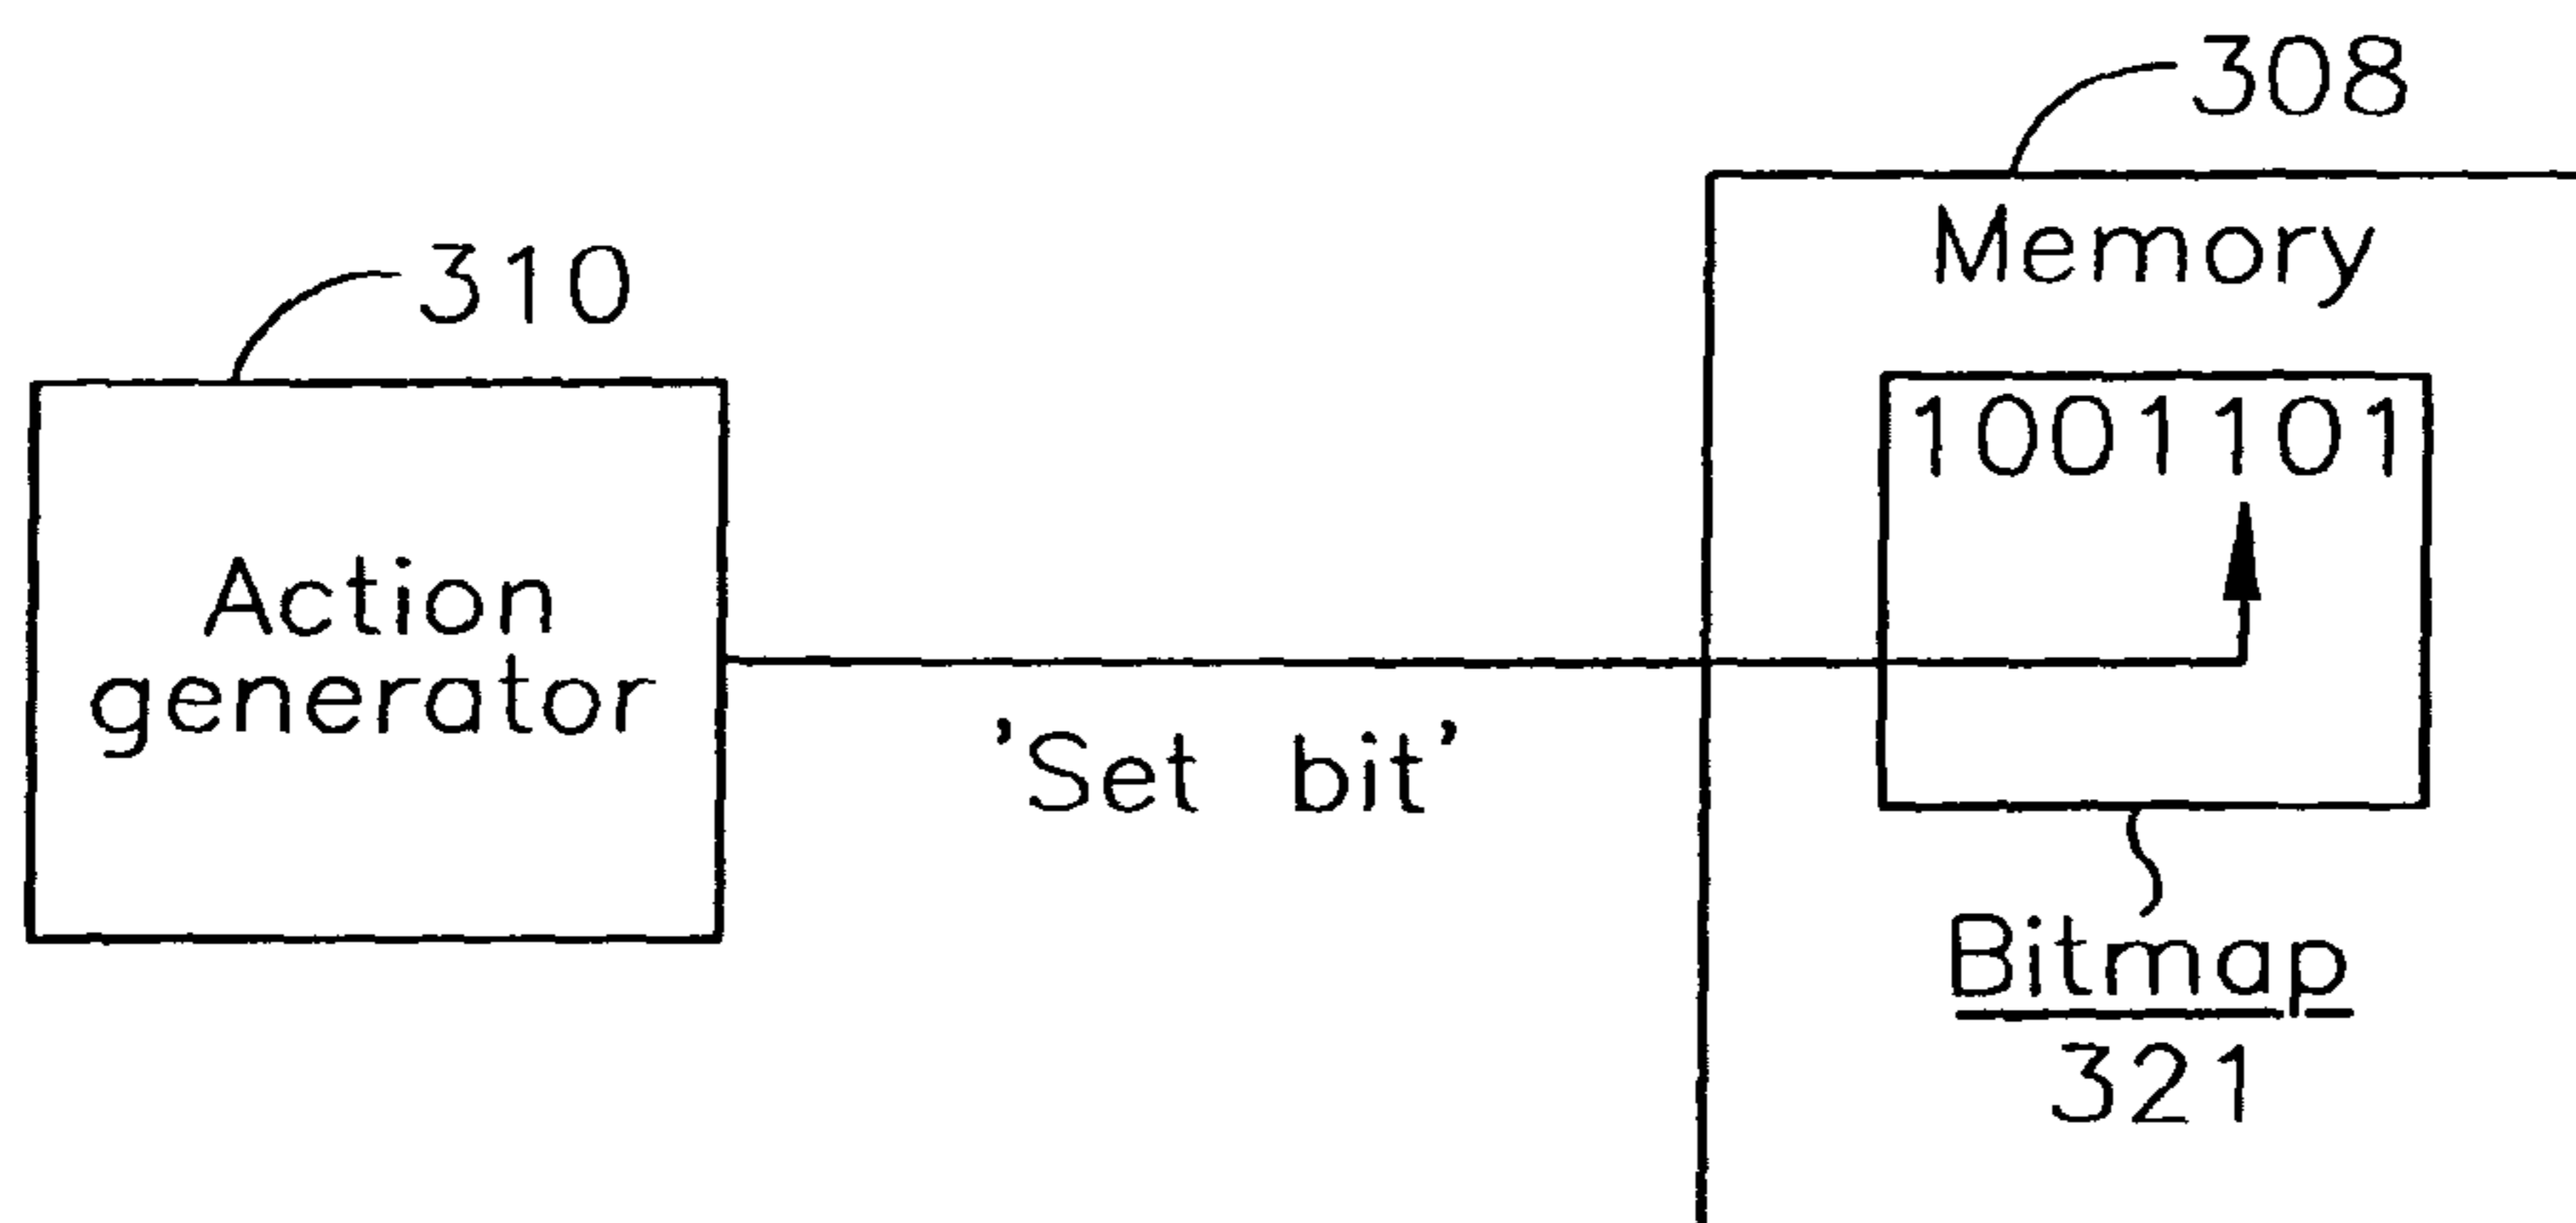 308
Memory
310
1001101
Action
generator
'Set bit'
Bitmap
321